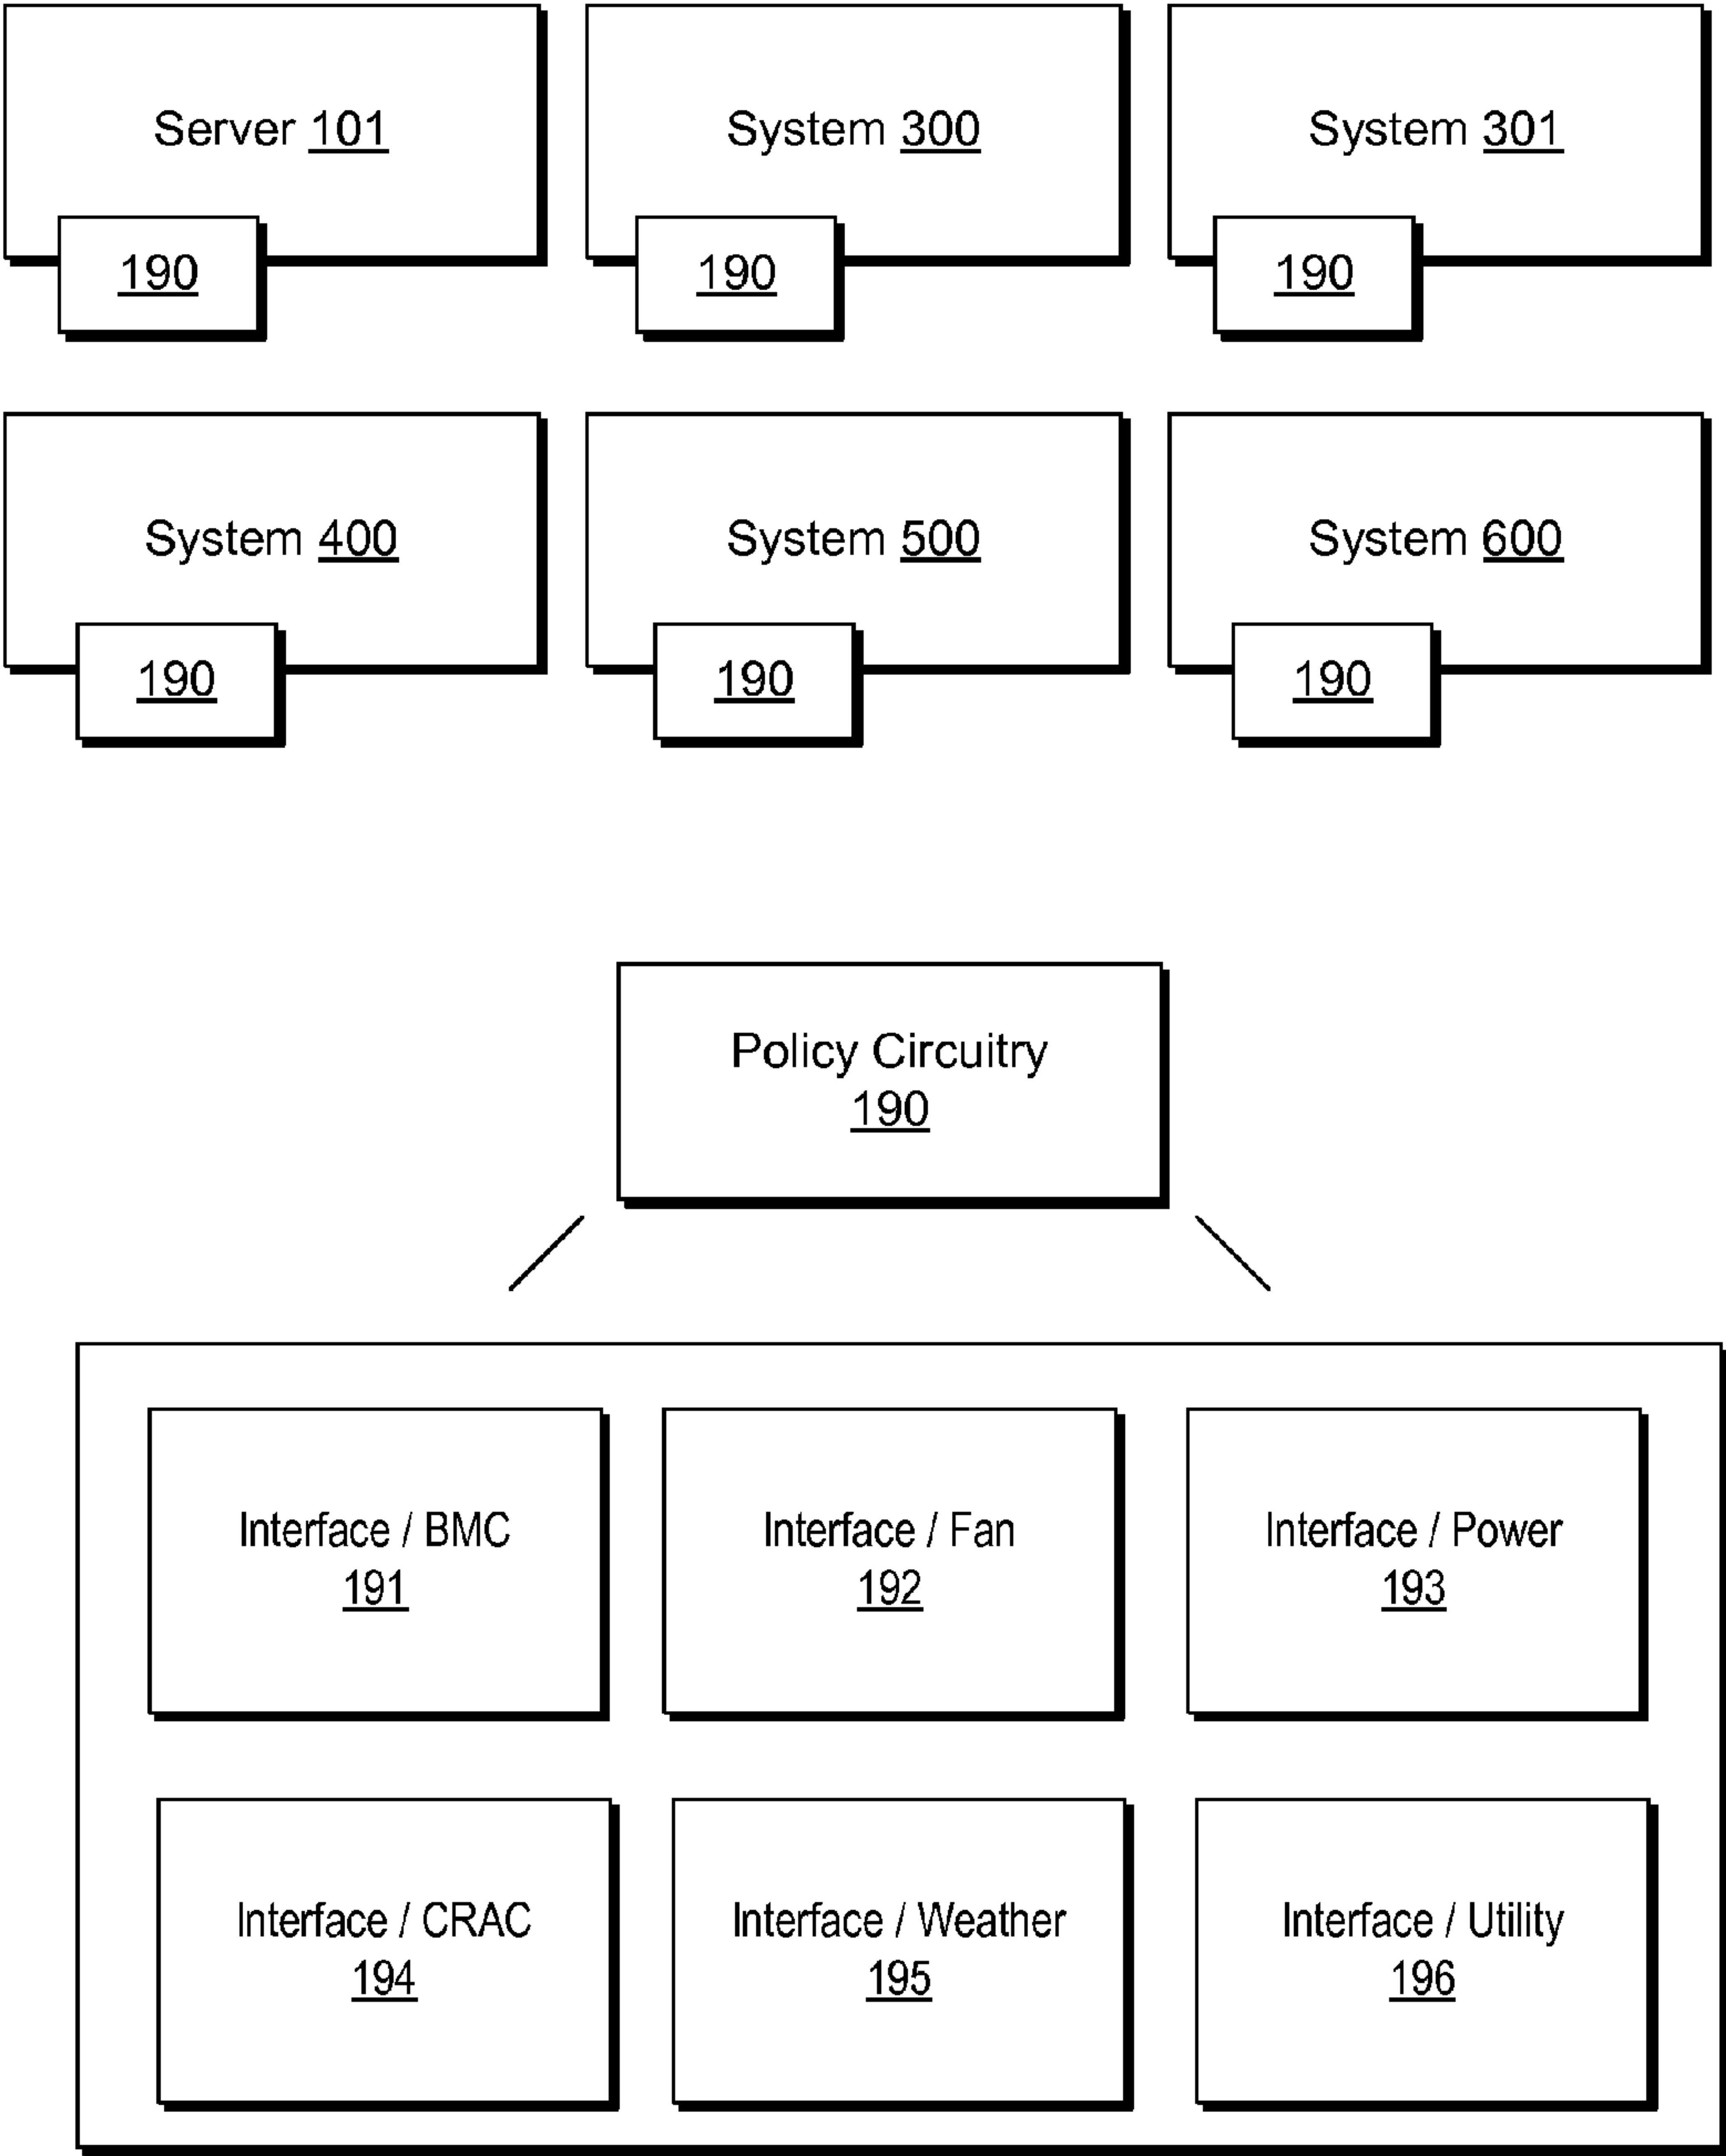 Server 101
System 300
System 301
190
190
190
System 400
System 500
System 600
190
190
190
Policy Circuitry
190
Interface / BMC
191
Interface / Fan
192
Interface / Power
193
Interface / CRAC
194
Interface / Weather
195
Interface / Utility
196